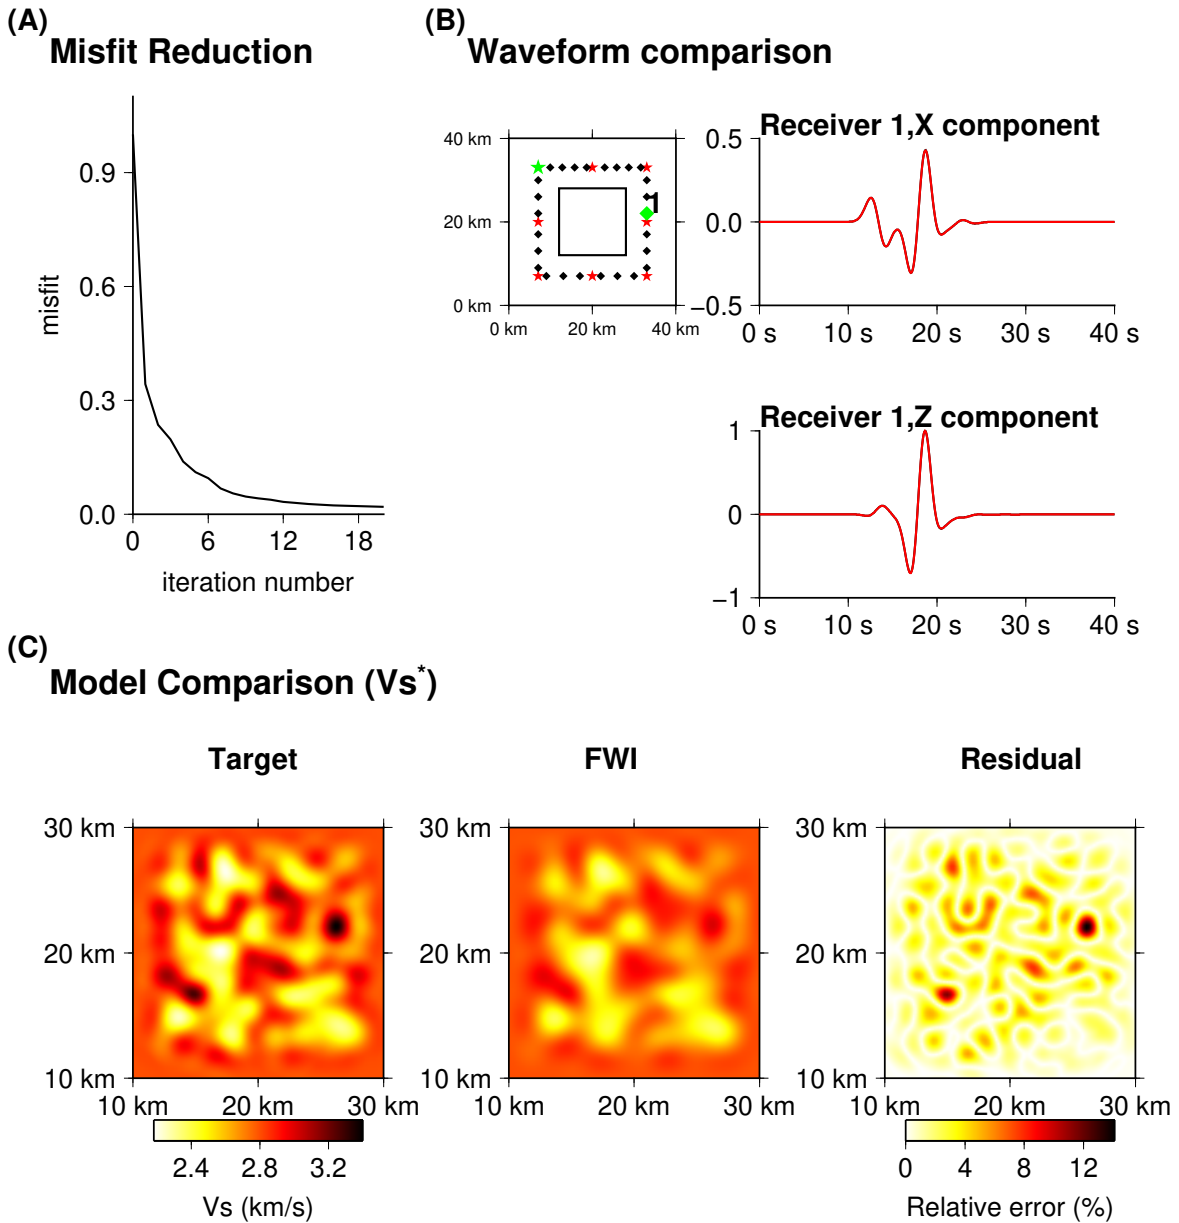 (A)
Misfit Reduction
0.9
0.6
0.3
0.0
misfit
0 6 12 18
iteration number
(B)
Waveform comparison
40 km
20 km
0 km
0 km 20 km 40 km
1
Receiver 1,X component
0.5
0.0
−0.5
0 s 10 s 20 s 30 s 40 s
Receiver 1,Z component
1
0
−1
0 s 10 s 20 s 30 s 40 s
(C)
Model Comparison (Vs*)
Target
30 km
20 km
10 km
10 km 20 km 30 km
2.4 2.8 3.2
Vs (km/s)
FWI
30 km
20 km
10 km
10 km 20 km 30 km
Residual
30 km
20 km
10 km
10 km 20 km 30 km
0 4 8 12
Relative error (%)